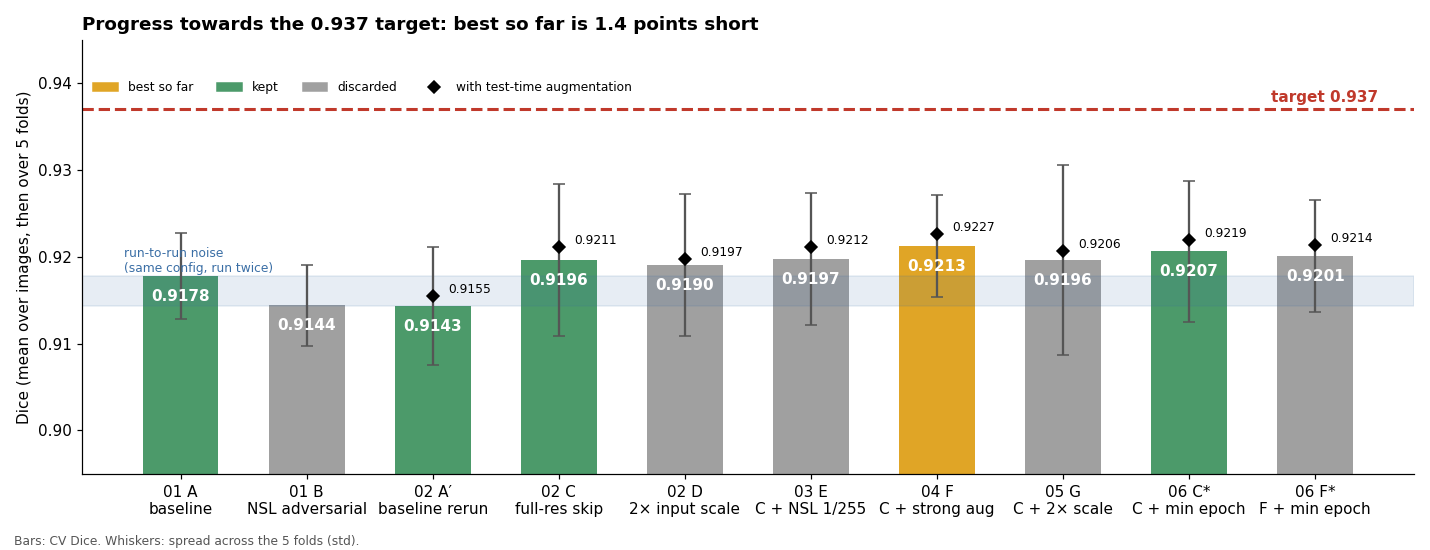 Progress towards the 0.937 target: best so far is 1.4 points short
best so far
kept
discarded
with test-time augmentation
target 0.937
Dice (mean over images, then over 5 folds)
0.94
0.93
0.92
0.91
0.90
run-to-run noise
(same config, run twice)
0.9178
0.9144
0.9143
0.9155
0.9196
0.9211
0.9190
0.9197
0.9197
0.9212
0.9213
0.9227
0.9196
0.9206
0.9207
0.9219
0.9201
0.9214
01 A
baseline
01 B
NSL adversarial
02 A′
baseline rerun
02 C
full-res skip
02 D
2× input scale
03 E
C + NSL 1/255
04 F
C + strong aug
05 G
C + 2× scale
06 C*
C + min epoch
06 F*
F + min epoch
Bars: CV Dice. Whiskers: spread across the 5 folds (std).